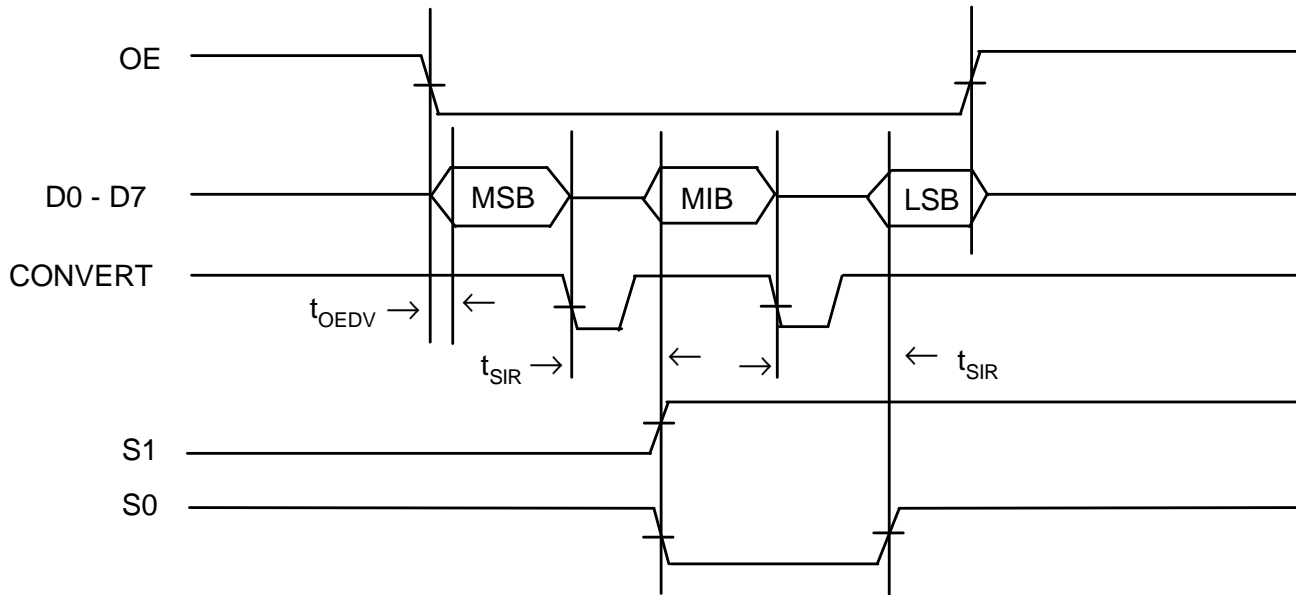 OE
D0 - D7 MSB MIB LSB
CONVERT
tOEDV
tSIR tSIR
S1
S0